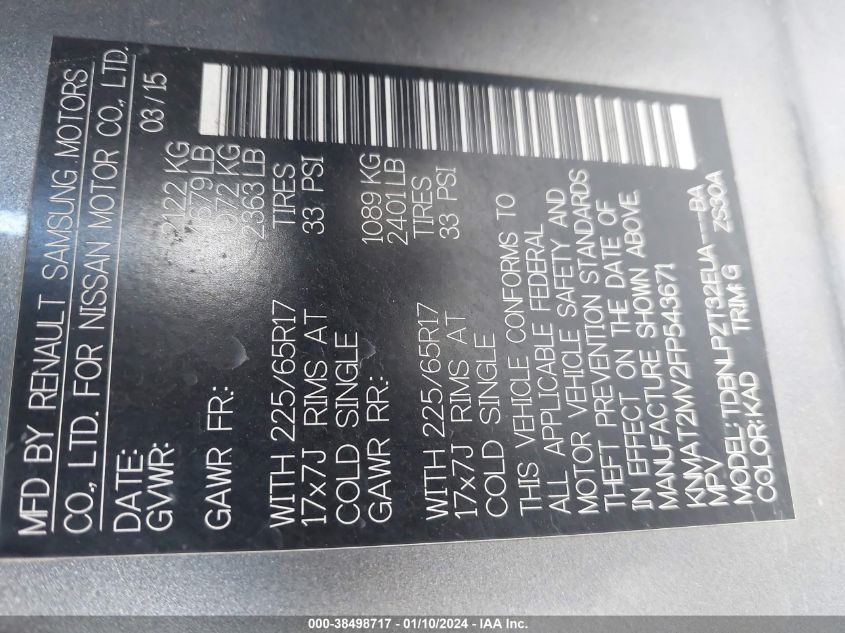 MFD BY RENAULT SAMSUNG MOTORS
CO., LTD. FOR NISSAN MOTOR CO., LTD.
DATE: 03/15
GVWR: 2122 KG
LB
GAWR FR: KG
2363 LB
WITH 225/65R17 TIRES
17x7J RIMS AT 33 PSI
COLD SINGLE
GAWR RR: 1089 KG
2401 LB
WITH 225/65R17 TIRES
17x7J RIMS AT 33 PSI
COLD SINGLE
THIS VEHICLE CONFORMS TO
ALL APPLICABLE FEDERAL
MOTOR VEHICLE SAFETY AND
THEFT PREVENTION STANDARDS
IN EFFECT ON THE DATE OF
MANUFACTURE SHOWN ABOVE.
KNMAT2MV2FP543671
MPV
MODEL: TDBNLPZT32EUA---BA
COLOR: KAD TRIM: G ZS30A
000-38498717 - 01/10/2024 - IAA Inc.